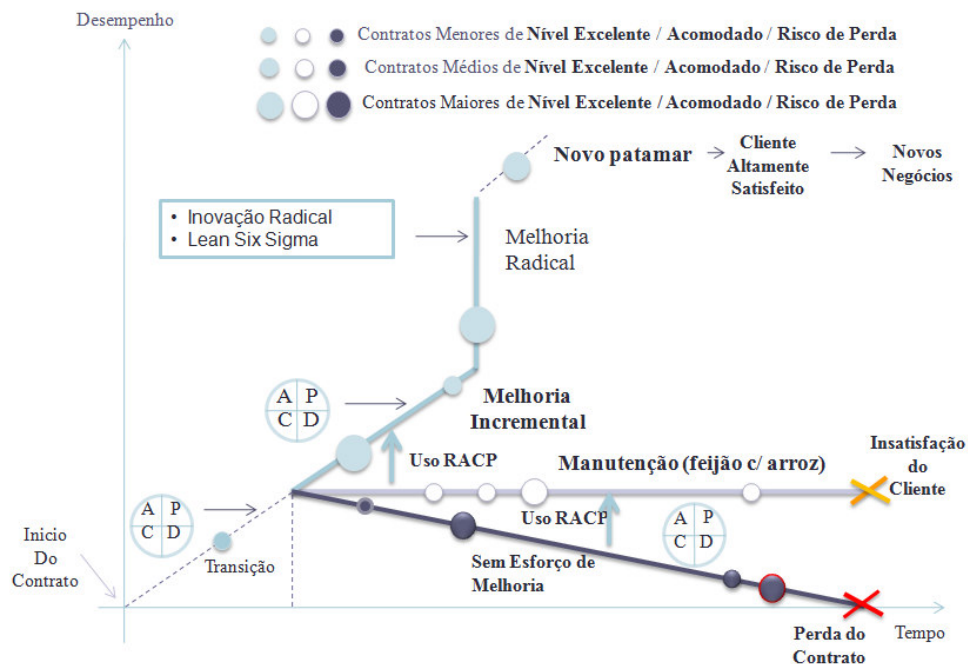 Desempenho
Contratos Menores de Nível Excelente / Acomodado / Risco de Perda
Contratos Médios de Nível Excelente / Acomodado / Risco de Perda
Contratos Maiores de Nível Excelente / Acomodado / Risco de Perda
Novo patamar
Cliente
Altamente
Satisfeito
Novos
Negócios
• Inovação Radical
• Lean Six Sigma
Melhoria
Radical
A P
C D
Melhoria
Incremental
Uso RACP
Manutenção (feijão c/ arroz)
Insatisfação
do
Cliente
A P
C D
Uso RACP
A P
C D
Inicio
Do
Contrato
Transição
Sem Esforço de
Melhoria
Perda do
Contrato
Tempo